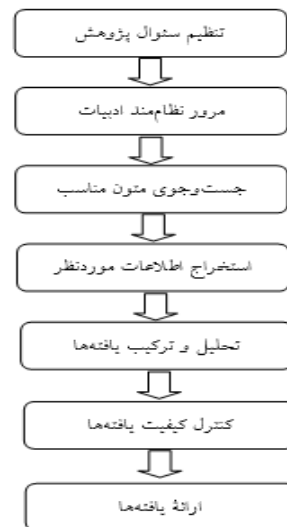 تنظیم سئوال پژوهش
مرور نظام‌مند ادبیات
جست‌وجوی متون مناسب
استخراج اطلاعات موردنظر
تحلیل و ترکیب یافته‌ها
کنترل کیفیت یافته‌ها
ارائۀ یافته‌ها